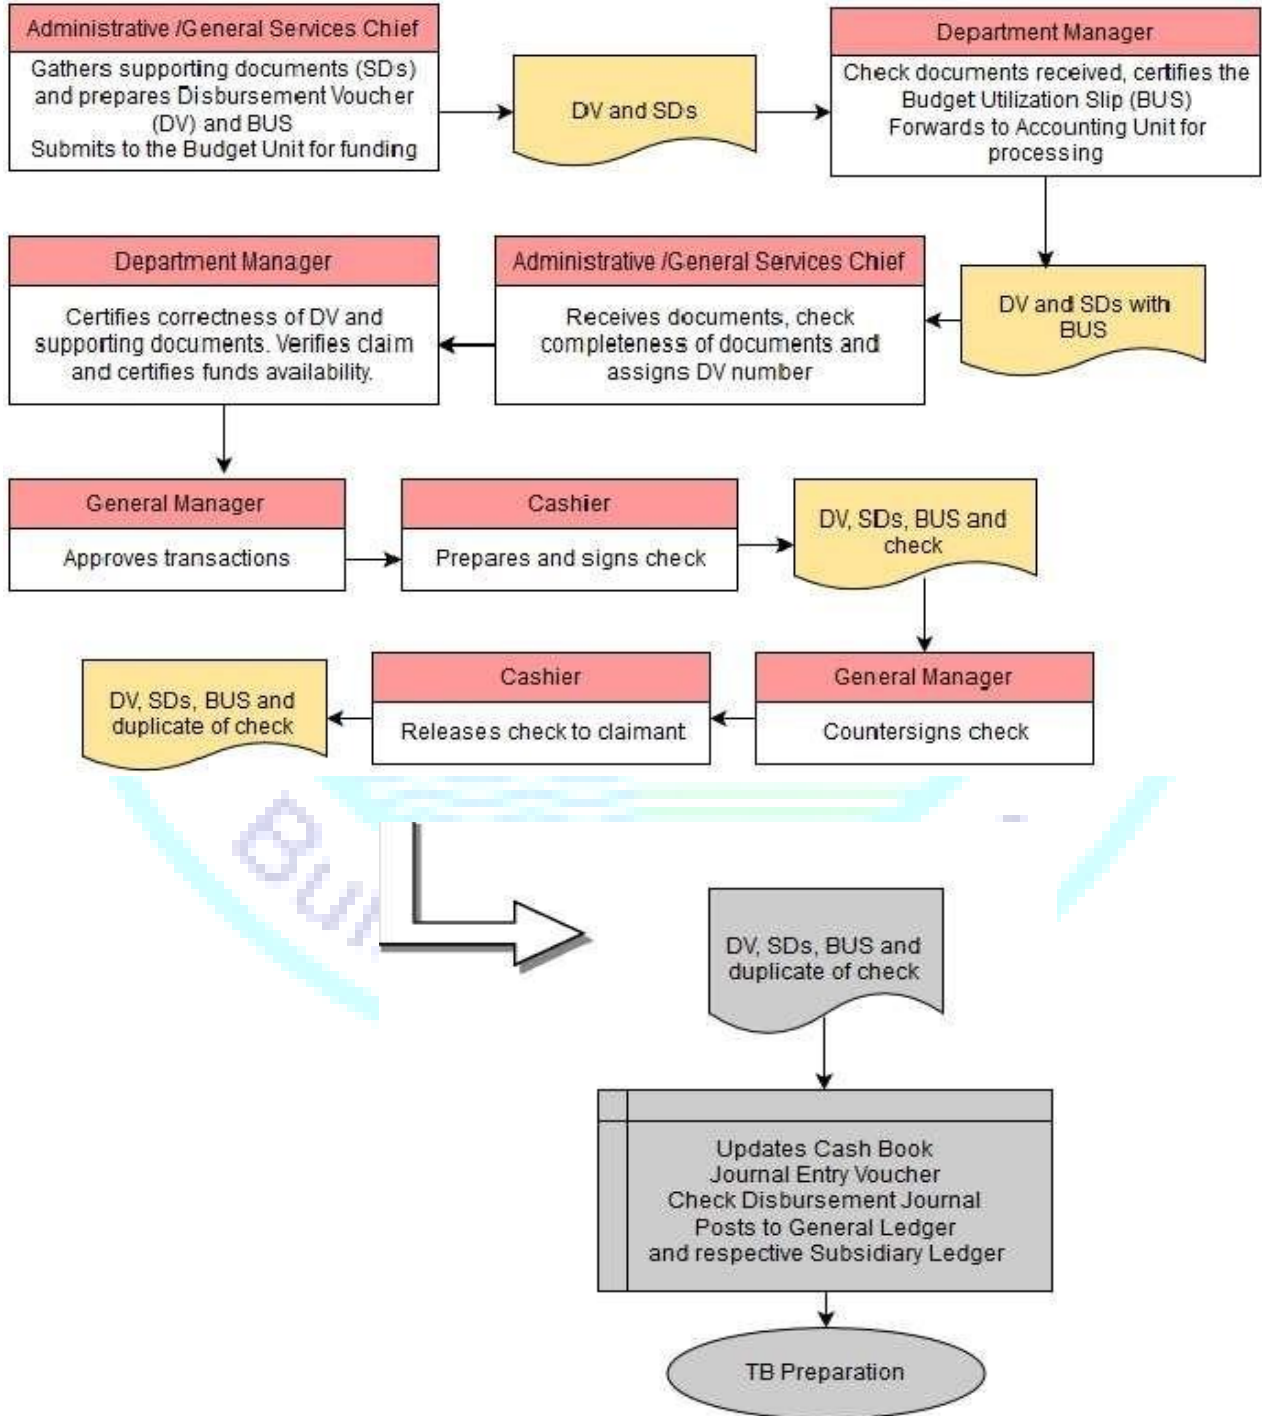 Administrative /General Services Chief
Gathers supporting documents (SDs)
and prepares Disbursement Voucher
(DV) and BUS
Submits to the Budget Unit for funding
DV and SDs
Department Manager
Check documents received, certifies the
Budget Utilization Slip (BUS)
Forwards to Accounting Unit for
processing
DV and SDs with
BUS
Administrative /General Services Chief
Receives documents, check
completeness of documents and
assigns DV number
Department Manager
Certifies correctness of DV and
supporting documents. Verifies claim
and certifies funds availability.
General Manager
Approves transactions
Cashier
Prepares and signs check
DV, SDs, BUS and
check
General Manager
Countersigns check
Cashier
Releases check to claimant
DV, SDs, BUS and
duplicate of check
DV, SDs, BUS and
duplicate of check
Updates Cash Book
Journal Entry Voucher
Check Disbursement Journal
Posts to General Ledger
and respective Subsidiary Ledger
TB Preparation